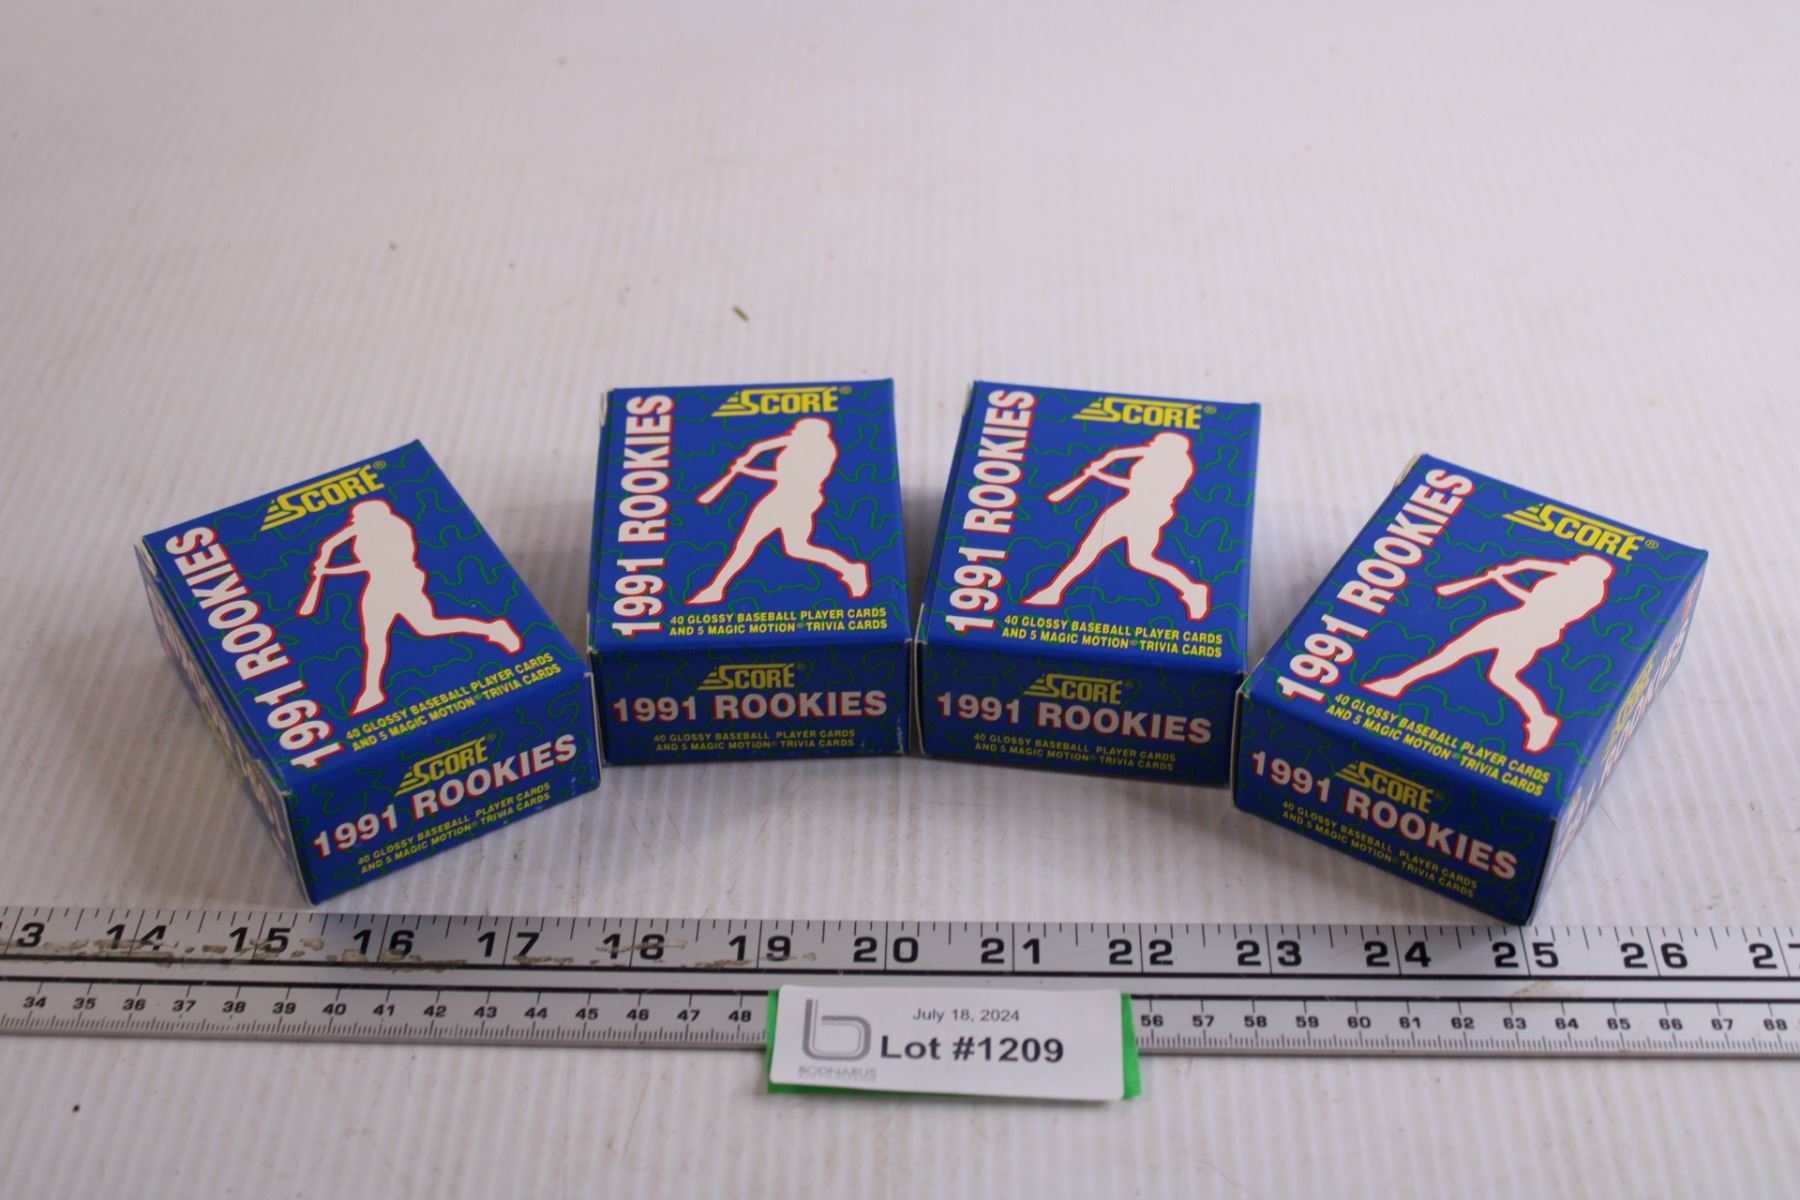 SCORE®
1991 ROOKIES
40 GLOSSY BASEBALL PLAYER CARDS
AND 5 MAGIC MOTION® TRIVIA CARDS
SCORE®
1991 ROOKIES
40 GLOSSY BASEBALL PLAYER CARDS
AND 5 MAGIC MOTION® TRIVIA CARDS
SCORE®
1991 ROOKIES
40 GLOSSY BASEBALL PLAYER CARDS
AND 5 MAGIC MOTION® TRIVIA CARDS
SCORE®
1991 ROOKIES
40 GLOSSY BASEBALL PLAYER CARDS
AND 5 MAGIC MOTION® TRIVIA CARDS
SCORE®
1991 ROOKIES
40 GLOSSY BASEBALL PLAYER CARDS
AND 5 MAGIC MOTION® TRIVIA CARDS
SCORE®
1991 ROOKIES
40 GLOSSY BASEBALL PLAYER CARDS
AND 5 MAGIC MOTION® TRIVIA CARDS
SCORE®
1991 ROOKIES
40 GLOSSY BASEBALL PLAYER CARDS
AND 5 MAGIC MOTION® TRIVIA CARDS
SCORE®
1991 ROOKIES
40 GLOSSY BASEBALL PLAYER CARDS
AND 5 MAGIC MOTION® TRIVIA CARDS
3 14 15 16 17 18 19 20 21 22 23 24 25 26 27
34 35 36 37 38 39 40 41 42 43 44 45 46 47 48 56 57 58 59 60 61 62 63 64 65 66 67 68
July 18, 2024
Lot #1209
BODNARUS